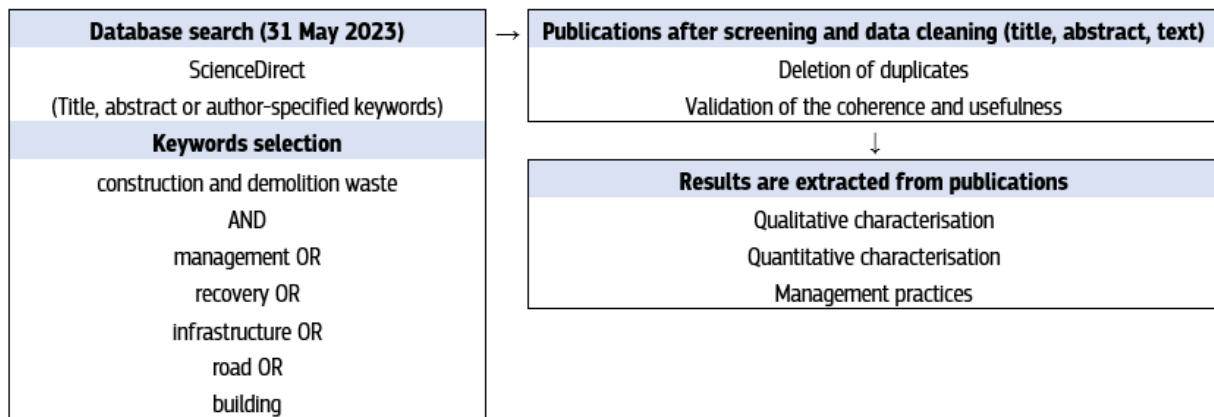 Database search (31 May 2023)
ScienceDirect
(Title, abstract or author-specified keywords)
Keywords selection
construction and demolition waste
AND
management OR
recovery OR
infrastructure OR
road OR
building
→
Publications after screening and data cleaning (title, abstract, text)
Deletion of duplicates
Validation of the coherence and usefulness
↓
Results are extracted from publications
Qualitative characterisation
Quantitative characterisation
Management practices